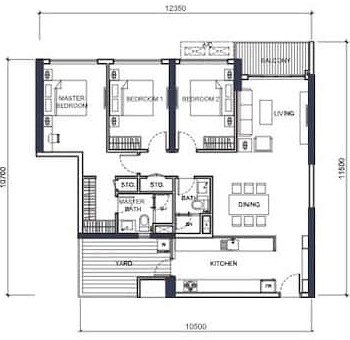 12350
BALCONY
MASTER
BEDROOM
BEDROOM 1
BEDROOM 2
LIVING
10760
11500
STO.
STO.
MASTER
BATH
BATH
DINING
YARD
KITCHEN
10500